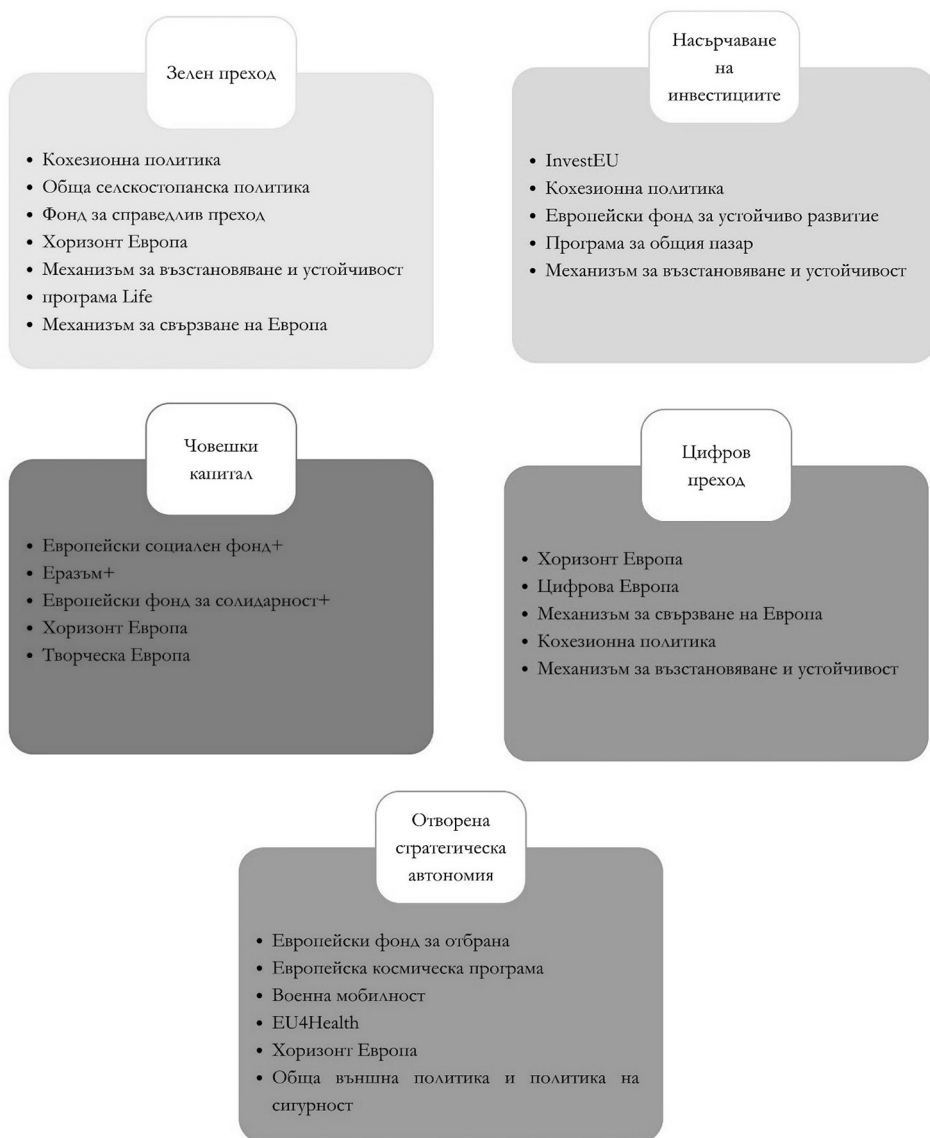 Зелен преход
• Кохезионна политика
• Обща селскостопанска политика
• Фонд за справедлив преход
• Хоризонт Европа
• Механизъм за възстановяване и устойчивост
• програма Life
• Механизъм за свързване на Европа
Насърчаване
на
инвестициите
• InvestEU
• Кохезионна политика
• Европейски фонд за устойчиво развитие
• Програма за общия пазар
• Механизъм за възстановяване и устойчивост
Човешки
капитал
• Европейски социален фонд+
• Еразъм+
• Европейски фонд за солидарност+
• Хоризонт Европа
• Творческа Европа
Цифров
преход
• Хоризонт Европа
• Цифрова Европа
• Механизъм за свързване на Европа
• Кохезионна политика
• Механизъм за възстановяване и устойчивост
Отворена
стратегическа
автономия
• Европейски фонд за отбрана
• Европейска космическа програма
• Военна мобилност
• EU4Health
• Хоризонт Европа
• Обща външна политика и политика на
сигурност